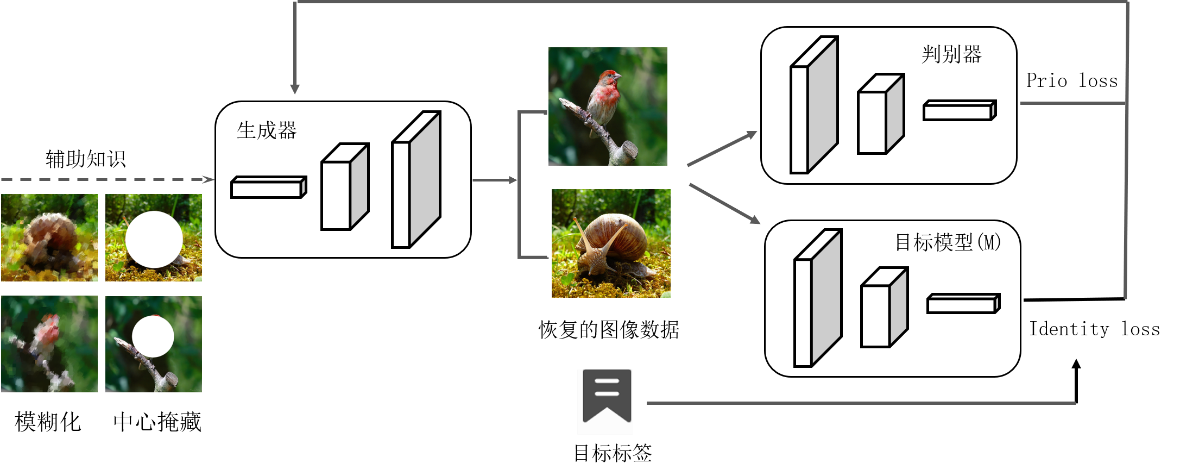 辅助知识
模糊化
中心掩藏
生成器
恢复的图像数据
判别器
Prio loss
目标模型(M)
Identity loss
目标标签